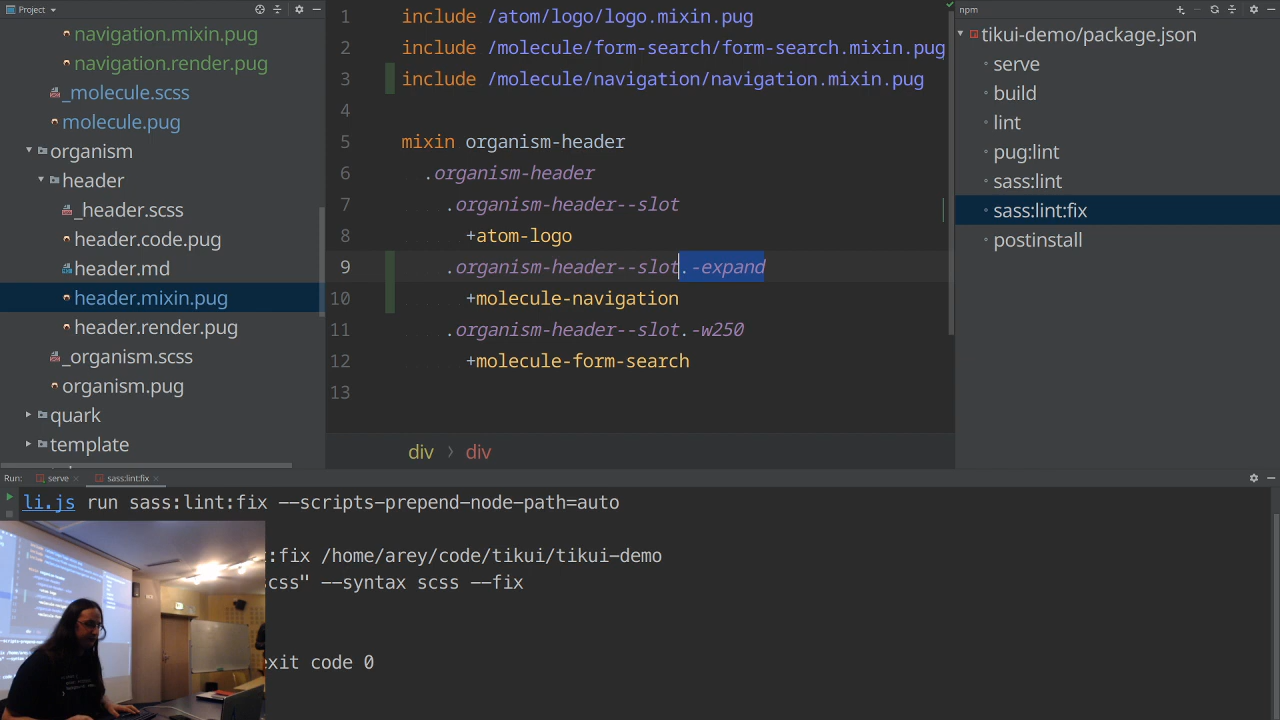 Project
navigation.mixin.pug
navigation.render.pug
_molecule.scss
molecule.pug
organism
header
_header.scss
header.code.pug
header.md
header.mixin.pug
header.render.pug
_organism.scss
organism.pug
quark
template
1 include /atom/logo/logo.mixin.pug
2 include /molecule/form-search/form-search.mixin.pug
3 include /molecule/navigation/navigation.mixin.pug
4
5 mixin organism-header
6 .organism-header
7 .organism-header--slot
8 +atom-logo
9 .organism-header--slot.-expand
10 +molecule-navigation
11 .organism-header--slot.-w250
12 +molecule-form-search
13
div › div
npm
tikui-demo/package.json
serve
build
lint
pug:lint
sass:lint
sass:lint:fix
postinstall
Run: serve × sass:lint:fix ×
li.js run sass:lint:fix --scripts-prepend-node-path=auto
:fix /home/arey/code/tikui/tikui-demo
css" --syntax scss --fix
exit code 0